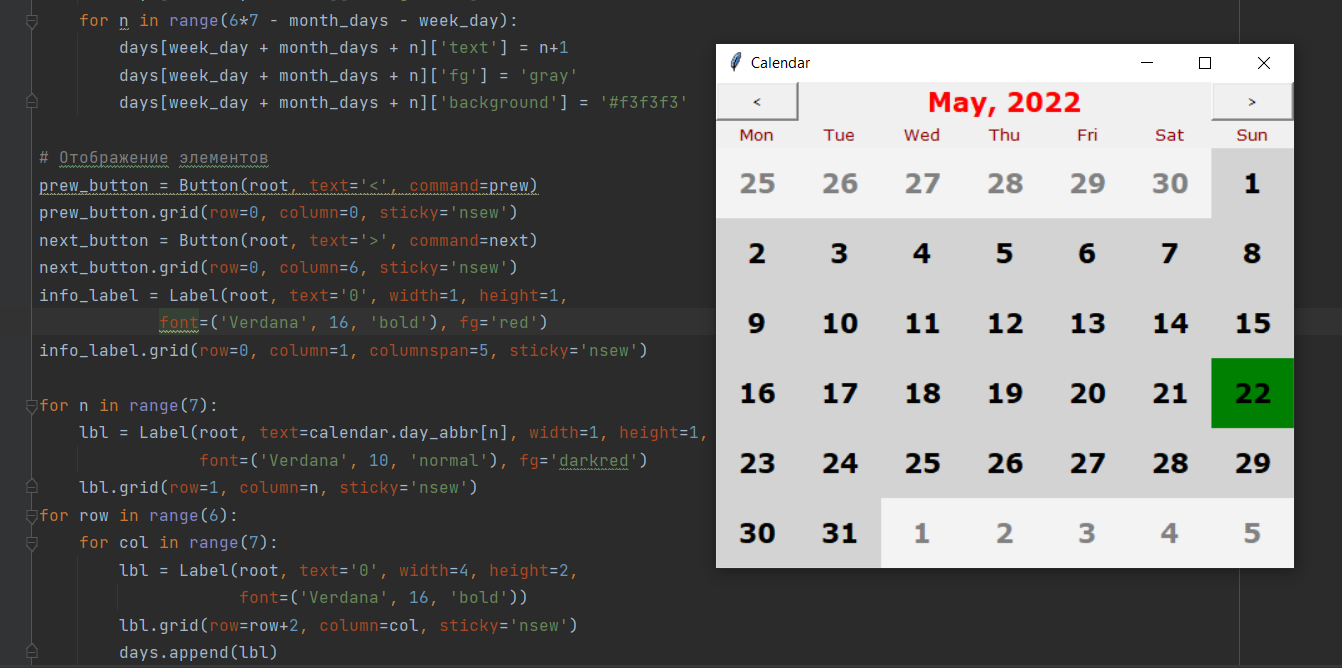 for n in range(6*7 - month_days - week_day):
days[week_day + month_days + n]['text'] = n+1
days[week_day + month_days + n]['fg'] = 'gray'
days[week_day + month_days + n]['background'] = '#f3f3f3'
# Отображение элементов
prew_button = Button(root, text='<', command=prew)
prew_button.grid(row=0, column=0, sticky='nsew')
next_button = Button(root, text='>', command=next)
next_button.grid(row=0, column=6, sticky='nsew')
info_label = Label(root, text='0', width=1, height=1,
font=('Verdana', 16, 'bold'), fg='red')
info_label.grid(row=0, column=1, columnspan=5, sticky='nsew')
for n in range(7):
lbl = Label(root, text=calendar.day_abbr[n], width=1, height=1,
font=('Verdana', 10, 'normal'), fg='darkred')
lbl.grid(row=1, column=n, sticky='nsew')
for row in range(6):
for col in range(7):
lbl = Label(root, text='0', width=4, height=2,
font=('Verdana', 16, 'bold'))
lbl.grid(row=row+2, column=col, sticky='nsew')
days.append(lbl)
Calendar
< May, 2022 >
Mon Tue Wed Thu Fri Sat Sun
25 26 27 28 29 30 1
2 3 4 5 6 7 8
9 10 11 12 13 14 15
16 17 18 19 20 21 22
23 24 25 26 27 28 29
30 31 1 2 3 4 5